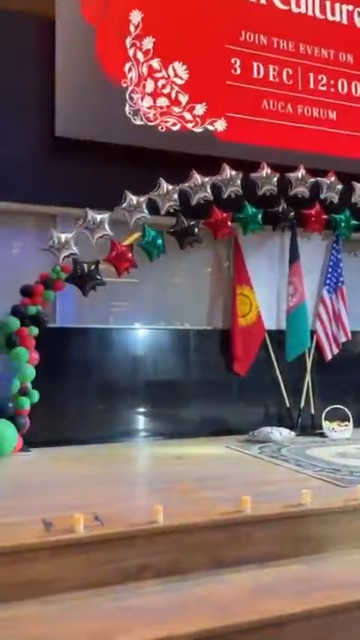 Culture
JOIN THE EVENT ON
3 DEC | 12:00
AUCA FORUM